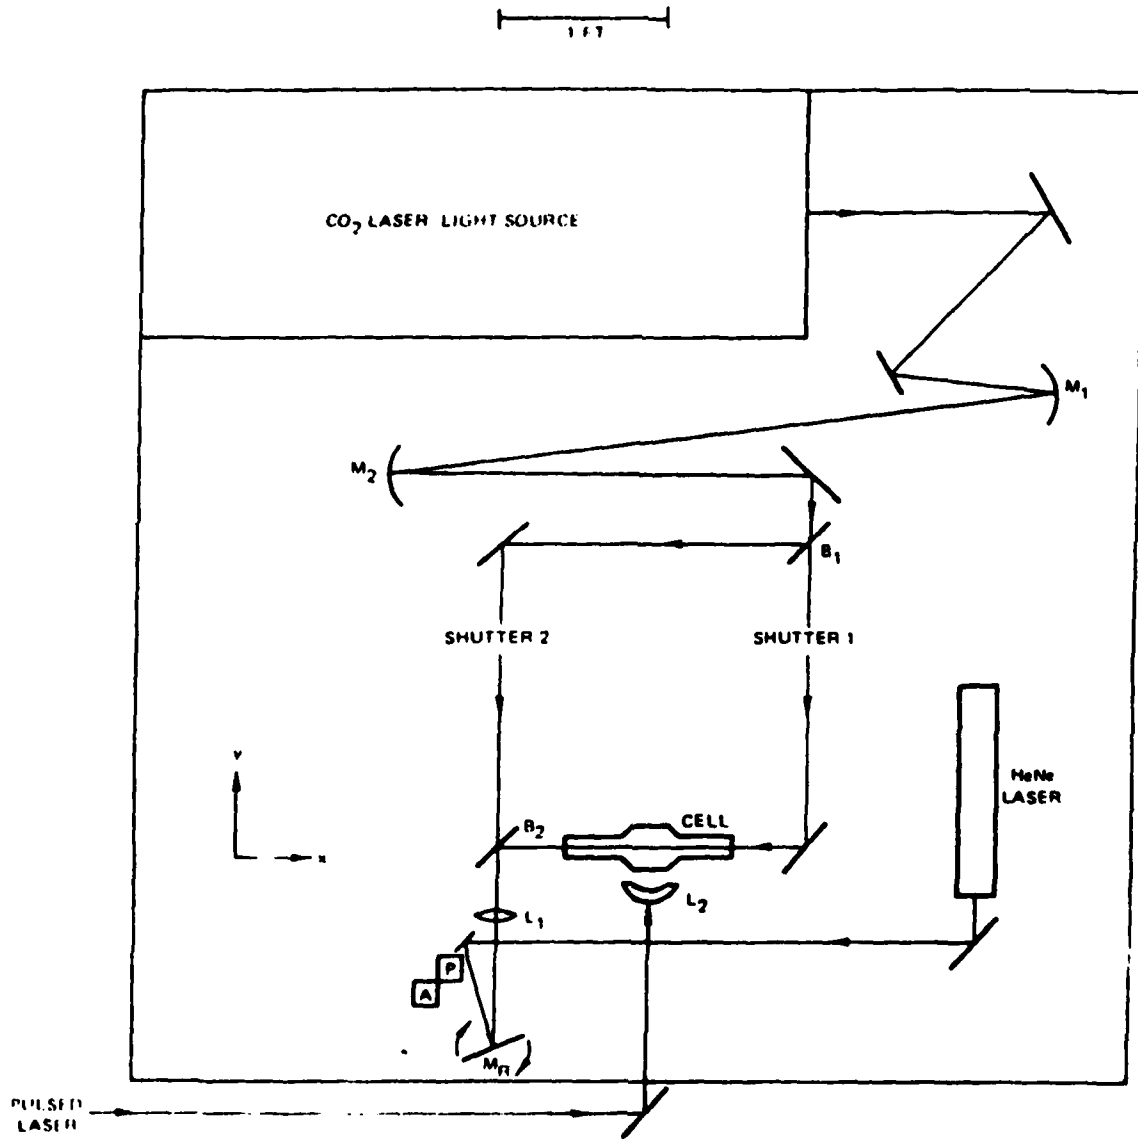 1 FT
CO₂ LASER LIGHT SOURCE
M₁
M₂
B₁
SHUTTER 2
SHUTTER 1
HeNe
LASER
y
x
B₂
CELL
L₂
L₁
P
A
M_R
PULSED
LASER